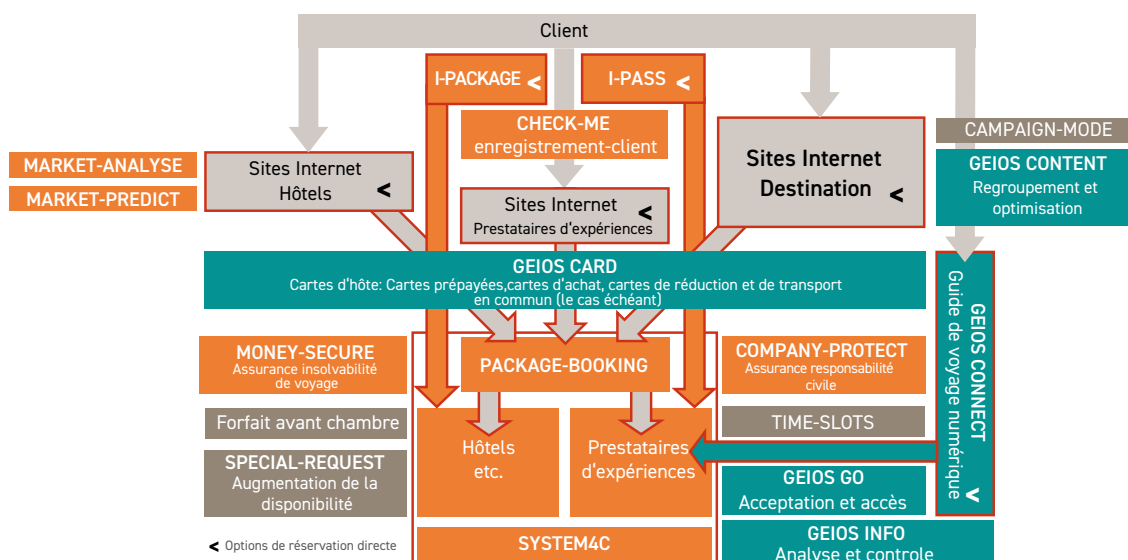 Client
I-PACKAGE <
I-PASS <
CHECK-ME
enregistrement-client
CAMPAIGN-MODE
MARKET-ANALYSE
MARKET-PREDICT
Sites Internet
Hôtels <
Sites Internet <
Prestataires d'expériences
Sites Internet
Destination <
GEIOS CONTENT
Regroupement et
optimisation
GEIOS CARD
Cartes d'hôte: Cartes prépayées,cartes d'achat, cartes de réduction et de transport
en commun (le cas échéant)
GEIOS CONNECT
Guide de voyage numérique <
MONEY-SECURE
Assurance insolvabilité
de voyage
PACKAGE-BOOKING
COMPANY-PROTECT
Assurance responsabilité
civile
Forfait avant chambre
TIME-SLOTS
Hôtels
etc.
Prestataires
d'expériences
SPECIAL-REQUEST
Augmentation de la
disponibilité
GEIOS GO
Acceptation et accès
< Options de réservation directe
SYSTEM4C
GEIOS INFO
Analyse et controle